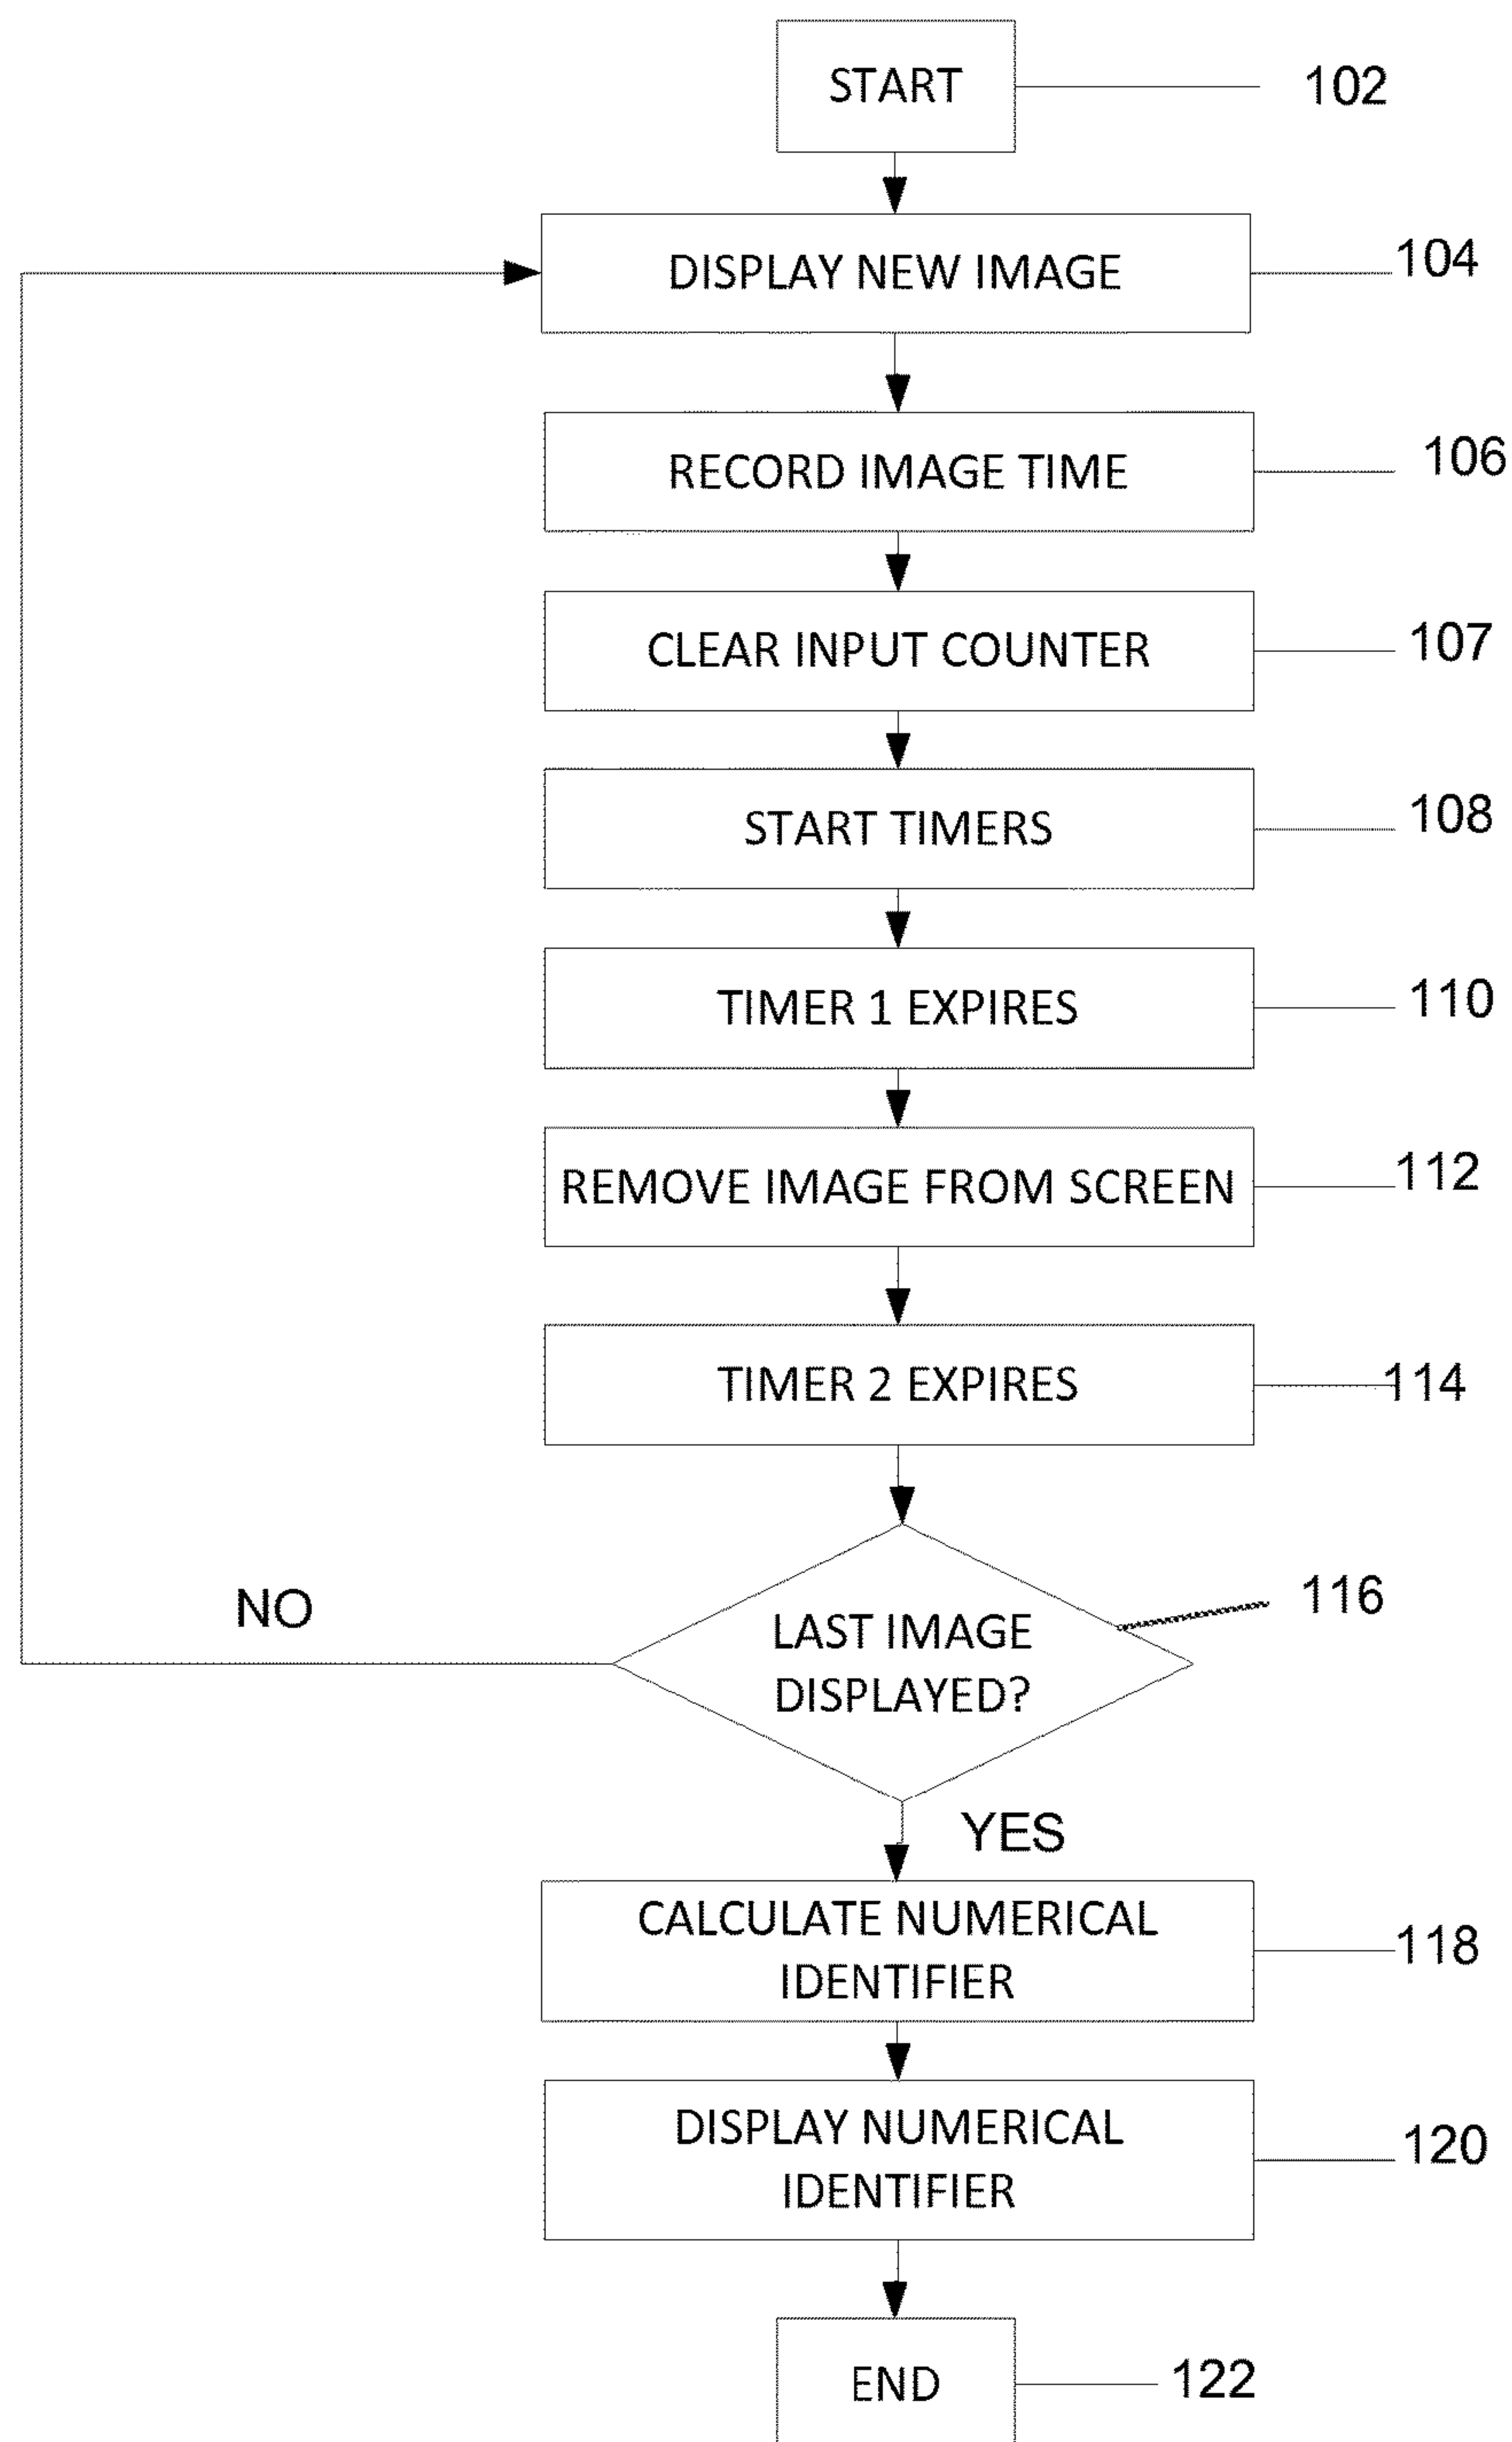 START
102
DISPLAY NEW IMAGE
104
RECORD IMAGE TIME
106
CLEAR INPUT COUNTER
107
START TIMERS
108
TIMER 1 EXPIRES
110
REMOVE IMAGE FROM SCREEN
112
TIMER 2 EXPIRES
114
NO
LAST IMAGE
DISPLAYED?
116
YES
CALCULATE NUMERICAL
IDENTIFIER
118
DISPLAY NUMERICAL
IDENTIFIER
120
END
122